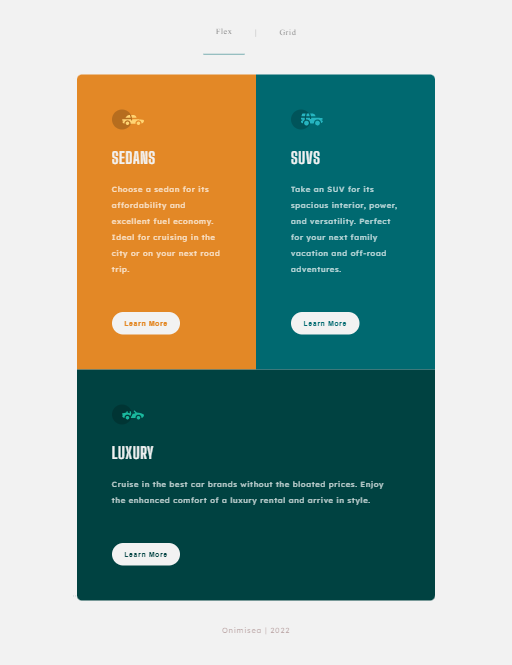 Flex | Grid
SEDANS
Choose a sedan for its
affordability and
excellent fuel economy.
Ideal for cruising in the
city or on your next road
trip.
Learn More
SUVS
Take an SUV for its
spacious interior, power,
and versatility. Perfect
for your next family
vacation and off-road
adventures.
Learn More
LUXURY
Cruise in the best car brands without the bloated prices. Enjoy
the enhanced comfort of a luxury rental and arrive in style.
Learn More
Onimisea | 2022